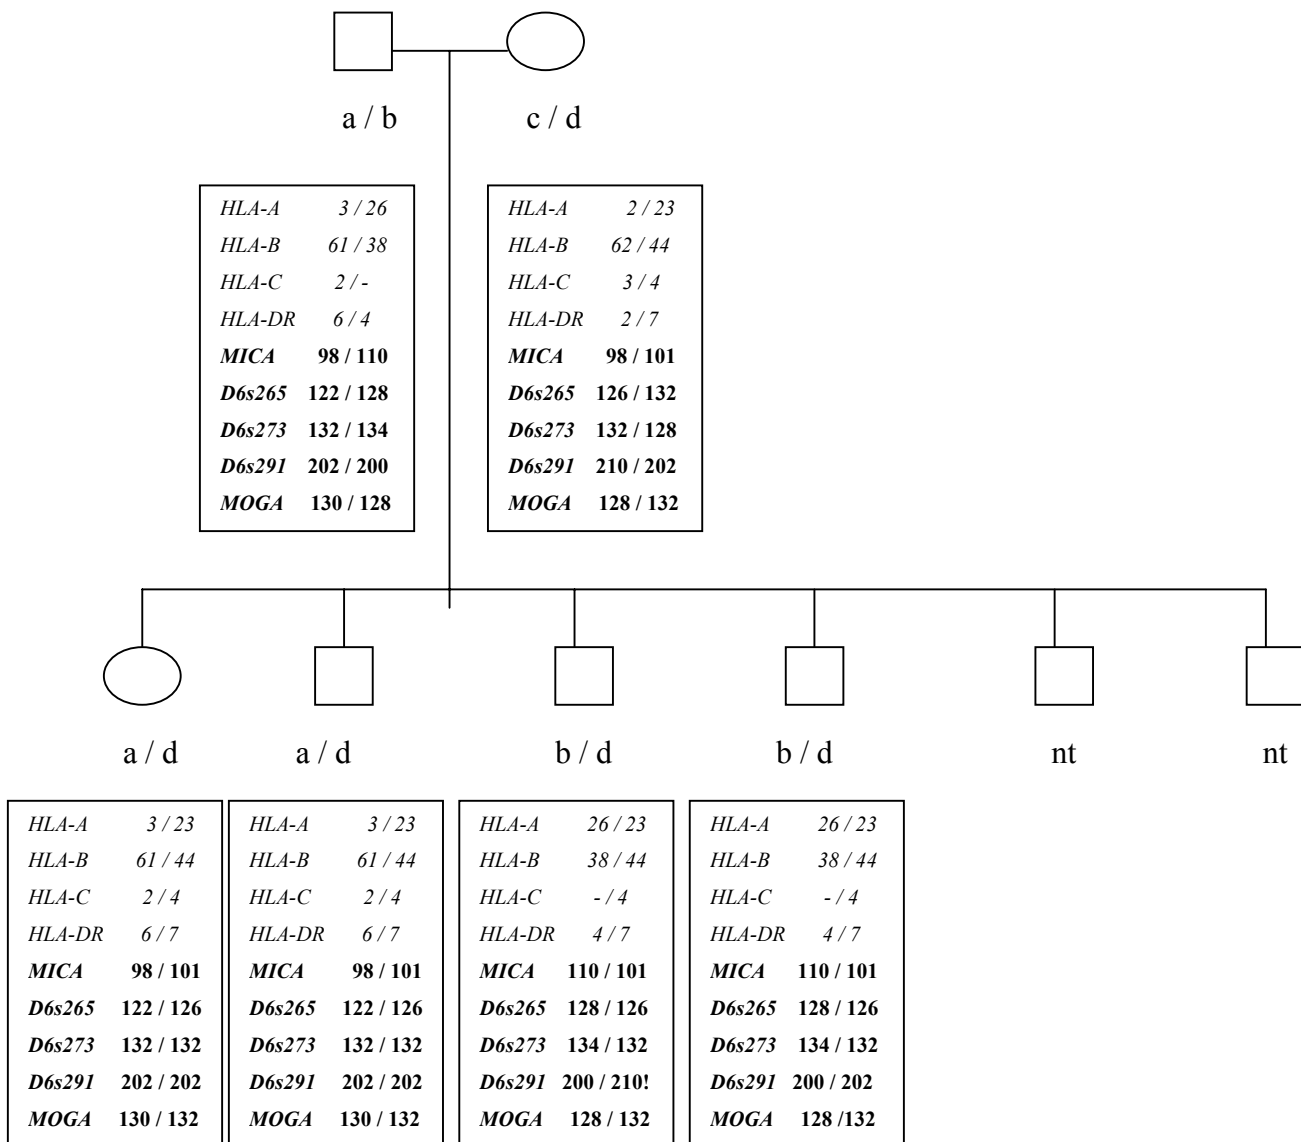 a / b
c / d
HLA-A 3 / 26
HLA-B 61 / 38
HLA-C 2 / -
HLA-DR 6 / 4
MICA 98 / 110
D6s265 122 / 128
D6s273 132 / 134
D6s291 202 / 200
MOGA 130 / 128
HLA-A 2 / 23
HLA-B 62 / 44
HLA-C 3 / 4
HLA-DR 2 / 7
MICA 98 / 101
D6s265 126 / 132
D6s273 132 / 128
D6s291 210 / 202
MOGA 128 / 132
a / d
a / d
b / d
b / d
nt
nt
HLA-A 3 / 23
HLA-B 61 / 44
HLA-C 2 / 4
HLA-DR 6 / 7
MICA 98 / 101
D6s265 122 / 126
D6s273 132 / 132
D6s291 202 / 202
MOGA 130 / 132
HLA-A 3 / 23
HLA-B 61 / 44
HLA-C 2 / 4
HLA-DR 6 / 7
MICA 98 / 101
D6s265 122 / 126
D6s273 132 / 132
D6s291 202 / 202
MOGA 130 / 132
HLA-A 26 / 23
HLA-B 38 / 44
HLA-C - / 4
HLA-DR 4 / 7
MICA 110 / 101
D6s265 128 / 126
D6s273 134 / 132
D6s291 200 / 210!
MOGA 128 / 132
HLA-A 26 / 23
HLA-B 38 / 44
HLA-C - / 4
HLA-DR 4 / 7
MICA 110 / 101
D6s265 128 / 126
D6s273 134 / 132
D6s291 200 / 202
MOGA 128 /132